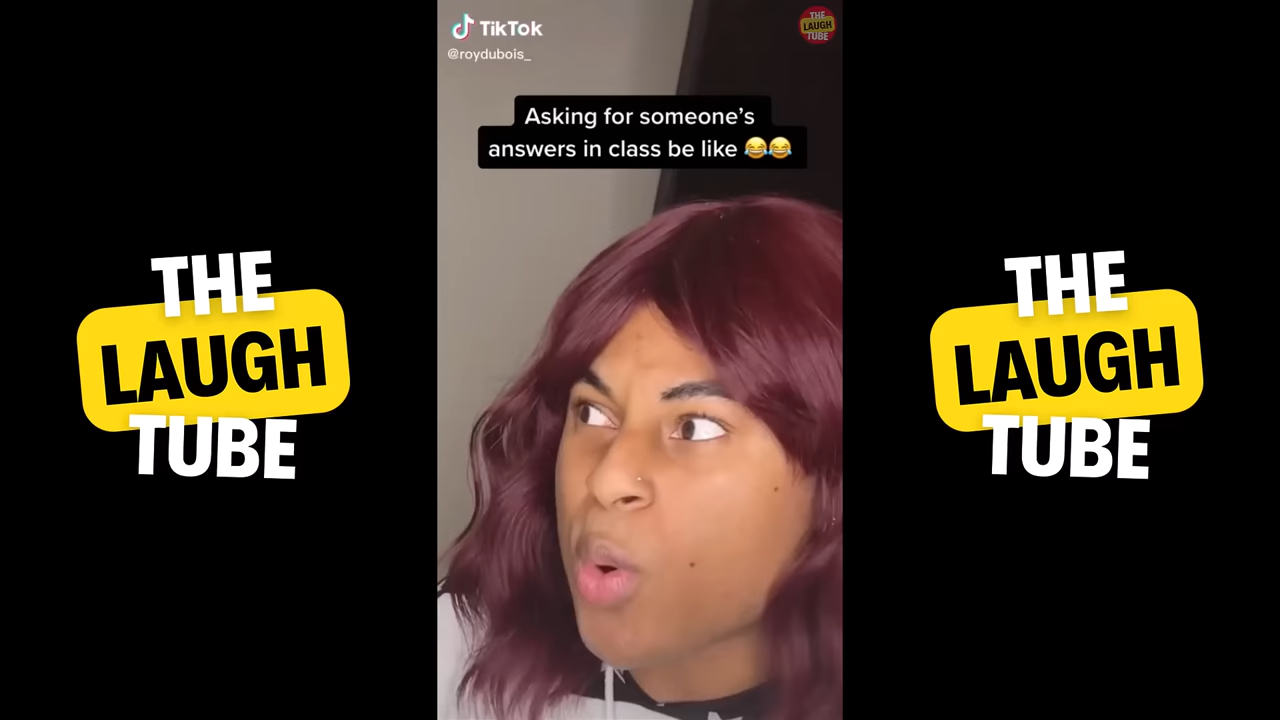 TikTok
@roydubois_
THE
LAUGH
TUBE
Asking for someone's
answers in class be like 😂😂
THE
LAUGH
TUBE
THE
LAUGH
TUBE